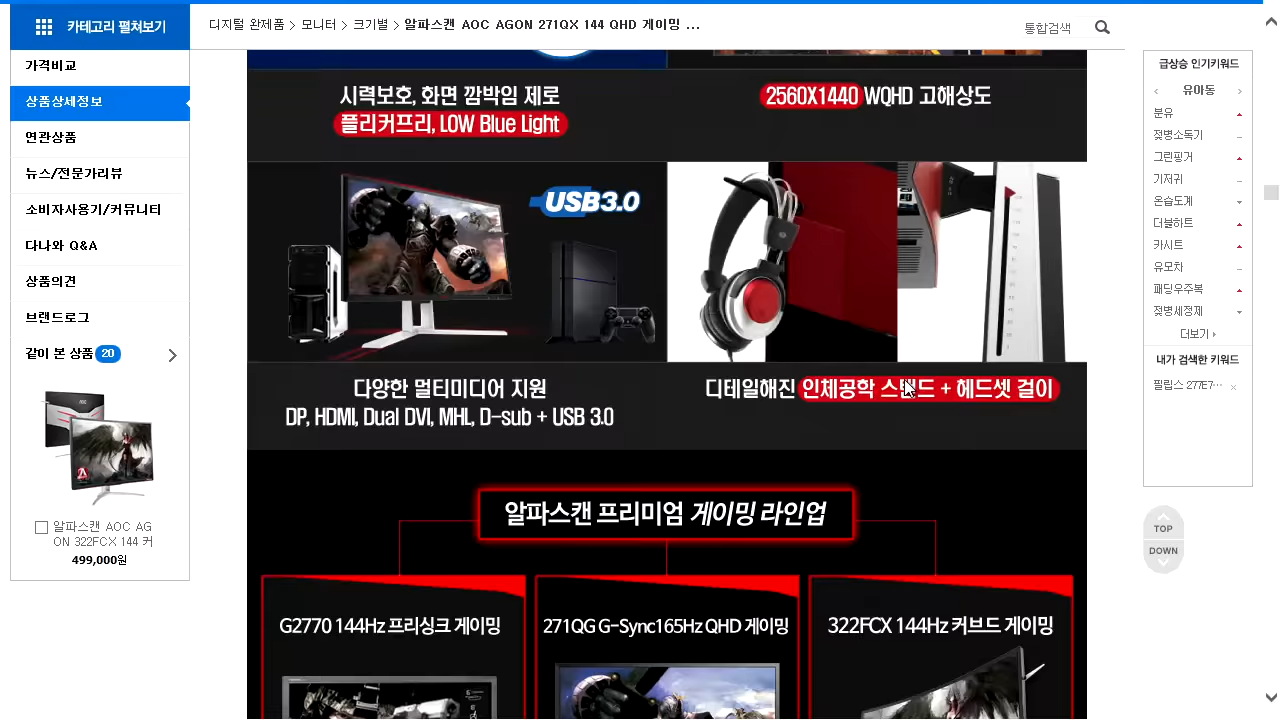 카테고리 펼쳐보기
디지털 완제품 > 모니터 > 크기별 > 알파스캔 AOC AGON 271QX 144 QHD 게이밍 ...
통합검색
가격비교
상품상세정보
연관상품
뉴스/전문가리뷰
소비자사용기/커뮤니티
다나와 Q&A
상품의견
브랜드로그
같이 본 상품 20
알파스캔 AOC AG
ON 322FCX 144 커
499,000원
시력보호, 화면 깜박임 제로
플리커프리, LOW Blue Light
2560X1440 WQHD 고해상도
USB3.0
다양한 멀티미디어 지원
DP, HDMI, Dual DVI, MHL, D-sub + USB 3.0
디테일해진 인체공학 스탠드 + 헤드셋 걸이
알파스캔 프리미엄 게이밍 라인업
G2770 144Hz 프리싱크 게이밍
271QG G-Sync165Hz QHD 게이밍
322FCX 144Hz 커브드 게이밍
급상승 인기키워드
< 유아동 >
분유
젖병소독기
그린핑거
기저귀
온습도계
더블하트
카시트
유모차
패딩우주복
젖병세정제
더보기
내가 검색한 키워드
필립스 277E7… ×
TOP
DOWN